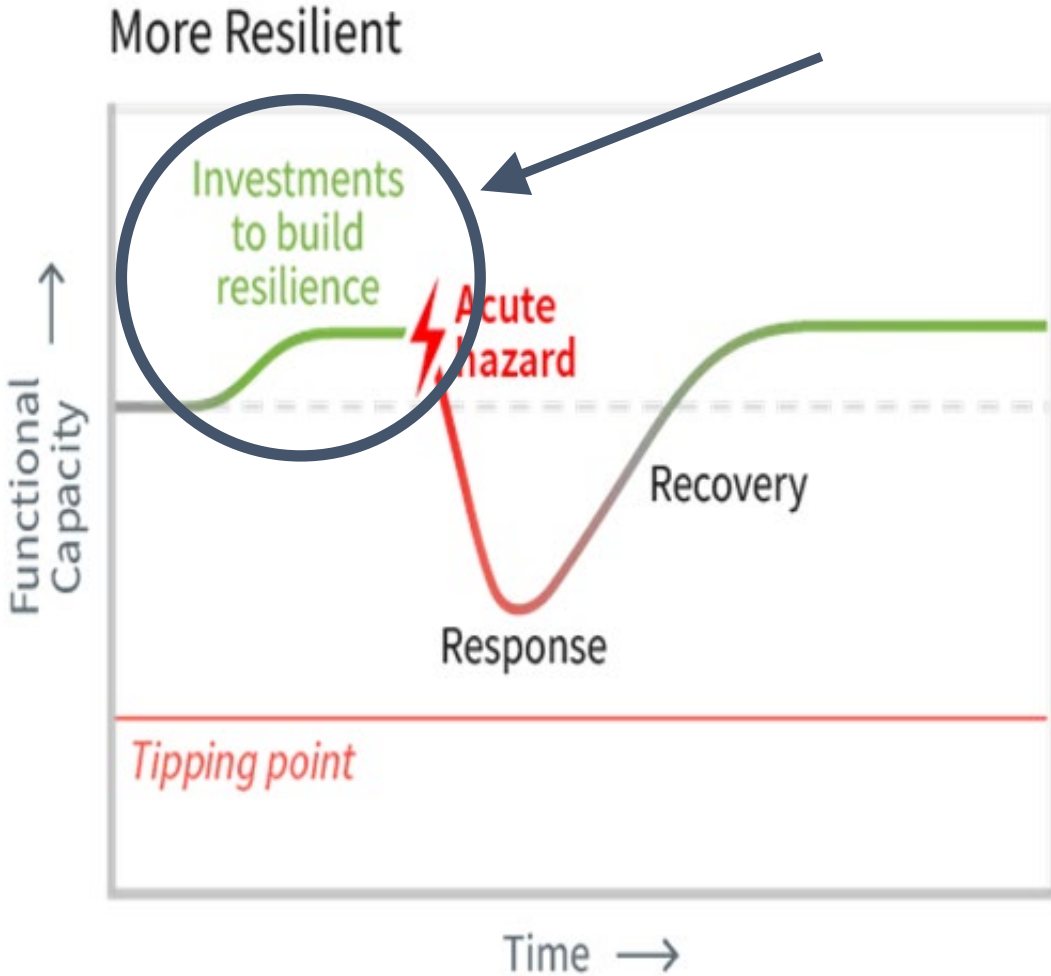 More Resilient
Investments
to build
resilience
Acute
hazard
Functional
Capacity
Recovery
Response
Tipping point
Time